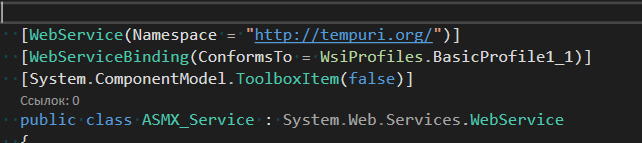 [WebService(Namespace = "http://tempuri.org/")]
[WebServiceBinding(ConformsTo = WsiProfiles.BasicProfile1_1)]
[System.ComponentModel.ToolboxItem(false)]
Ссылок: 0
public class ASMX_Service : System.Web.Services.WebService
{